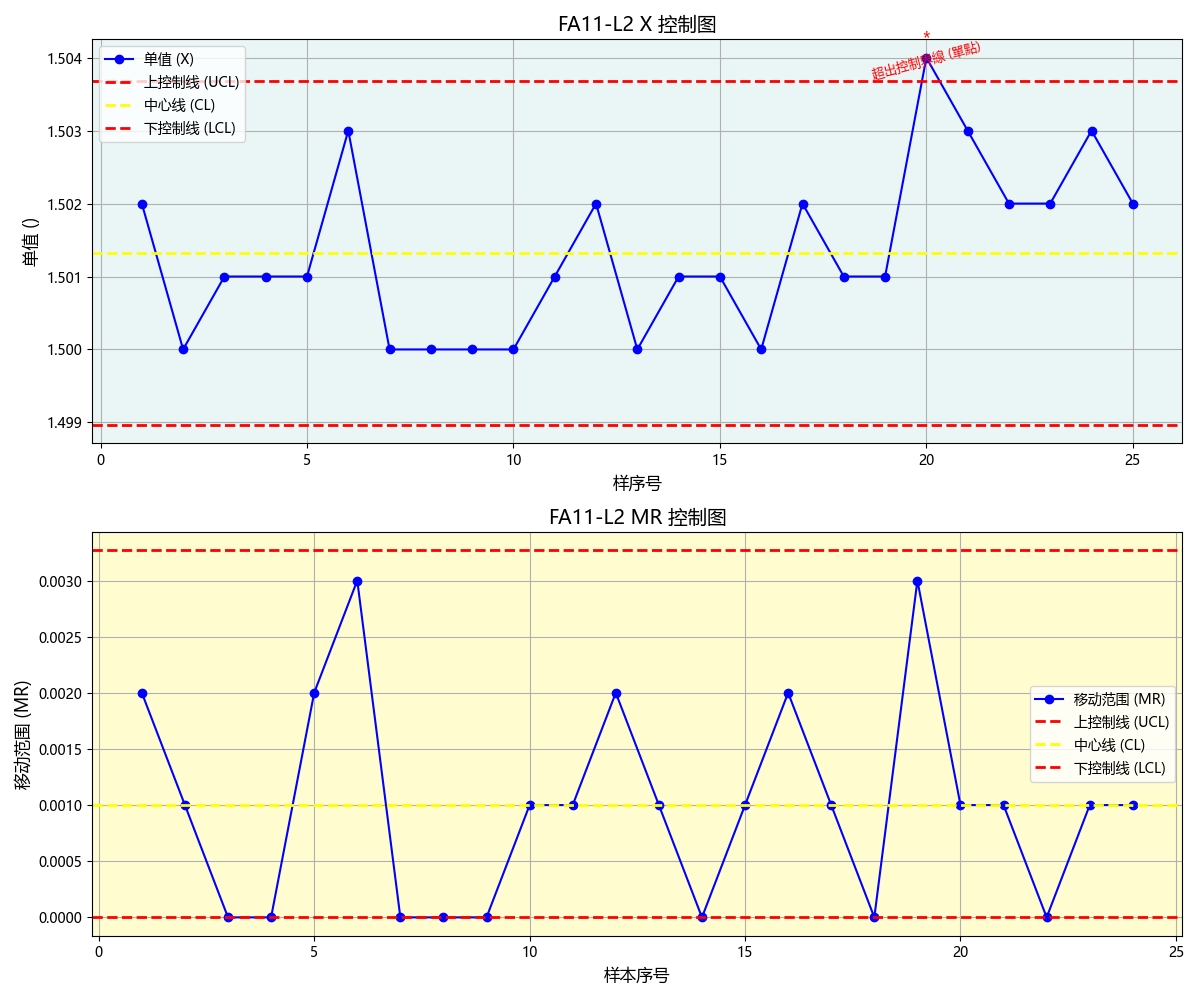 FA11-L2 X 控制图
*
超出控制界線 (單點)
单值 (X)
上控制线 (UCL)
中心线 (CL)
下控制线 (LCL)
单值 ()
1.504
1.503
1.502
1.501
1.500
1.499
0 5 10 15 20 25
样序号
FA11-L2 MR 控制图
移动范围 (MR)
0.0030
0.0025
0.0020
0.0015
0.0010
0.0005
0.0000
移动范围 (MR)
上控制线 (UCL)
中心线 (CL)
下控制线 (LCL)
0 5 10 15 20 25
样本序号